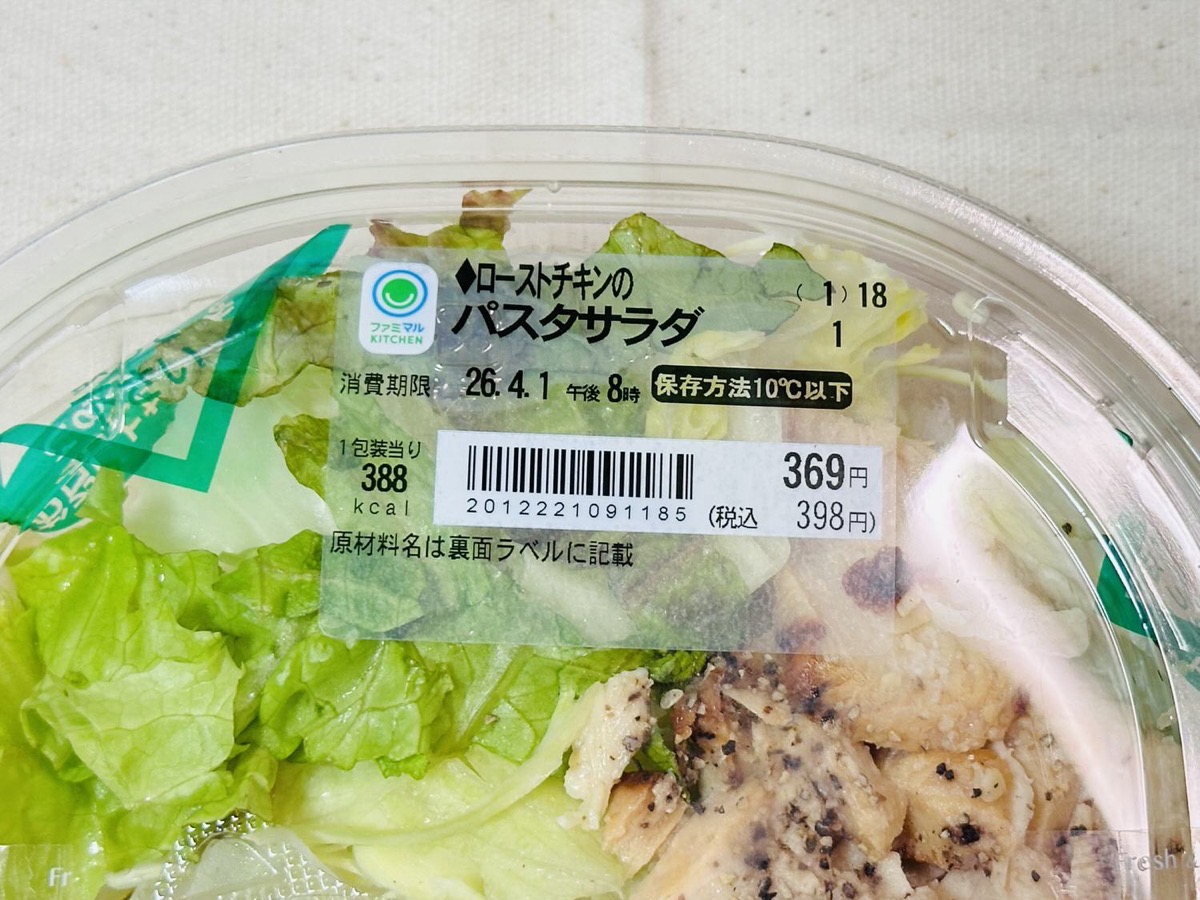 ◆ローストチキンの
パスタサラダ
(1)18
1
ファミマル
KITCHEN
消費期限 26.4.1 午後8時 保存方法10℃以下
1包装当り
388
kcal
369円
2012221091185 (税込 398円)
原材料名は裏面ラベルに記載
Fr
Fresh